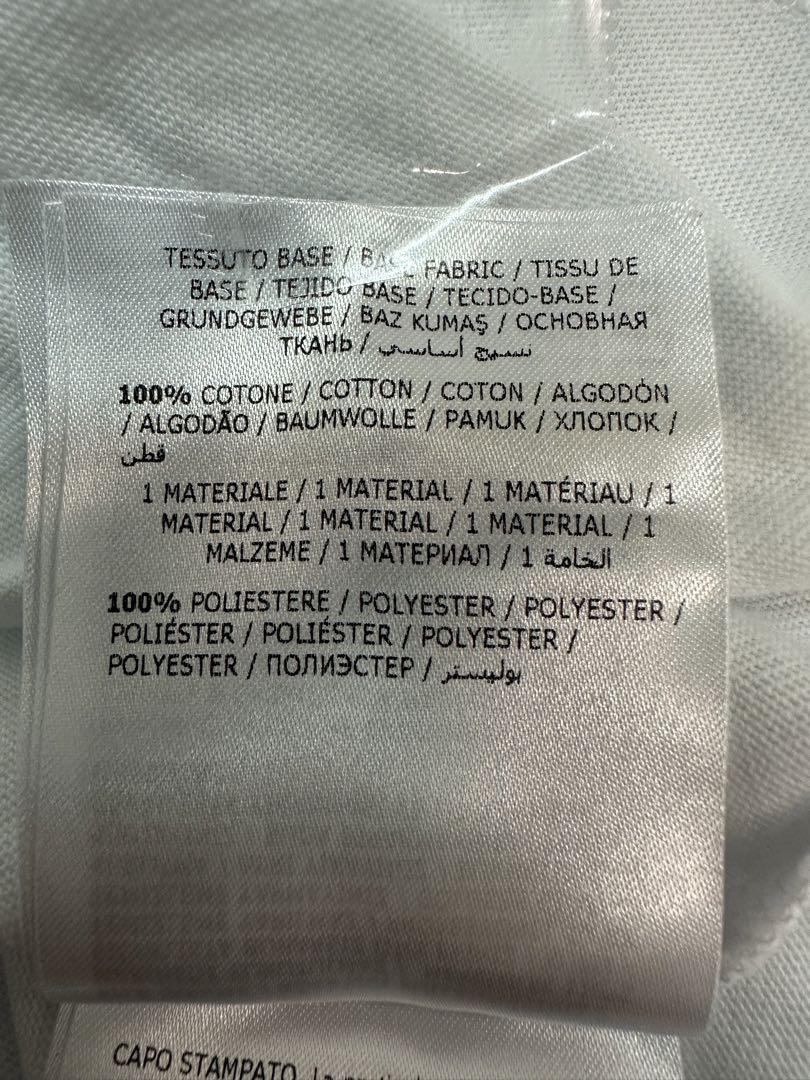 TESSUTO BASE / BASE FABRIC / TISSU DE
BASE / TEJIDO BASE / TECIDO-BASE /
GRUNDGEWEBE / BAZ KUMAŞ / ОСНОВНАЯ
ТКАНЬ / نسيج أساسي
100% COTONE / COTTON / COTON / ALGODÓN
/ ALGODÃO / BAUMWOLLE / PAMUK / ХЛОПОК /
قطن
1 MATERIALE / 1 MATERIAL / 1 MATÉRIAU / 1
MATERIAL / 1 MATERIAL / 1 MATERIAL / 1
MALZEME / 1 МАТЕРИАЛ / 1 الخامة
100% POLIESTERE / POLYESTER / POLYESTER /
POLIÉSTER / POLIÉSTER / POLYESTER /
POLYESTER / ПОЛИЭСТЕР / بوليستر
CAPO STAMPATO